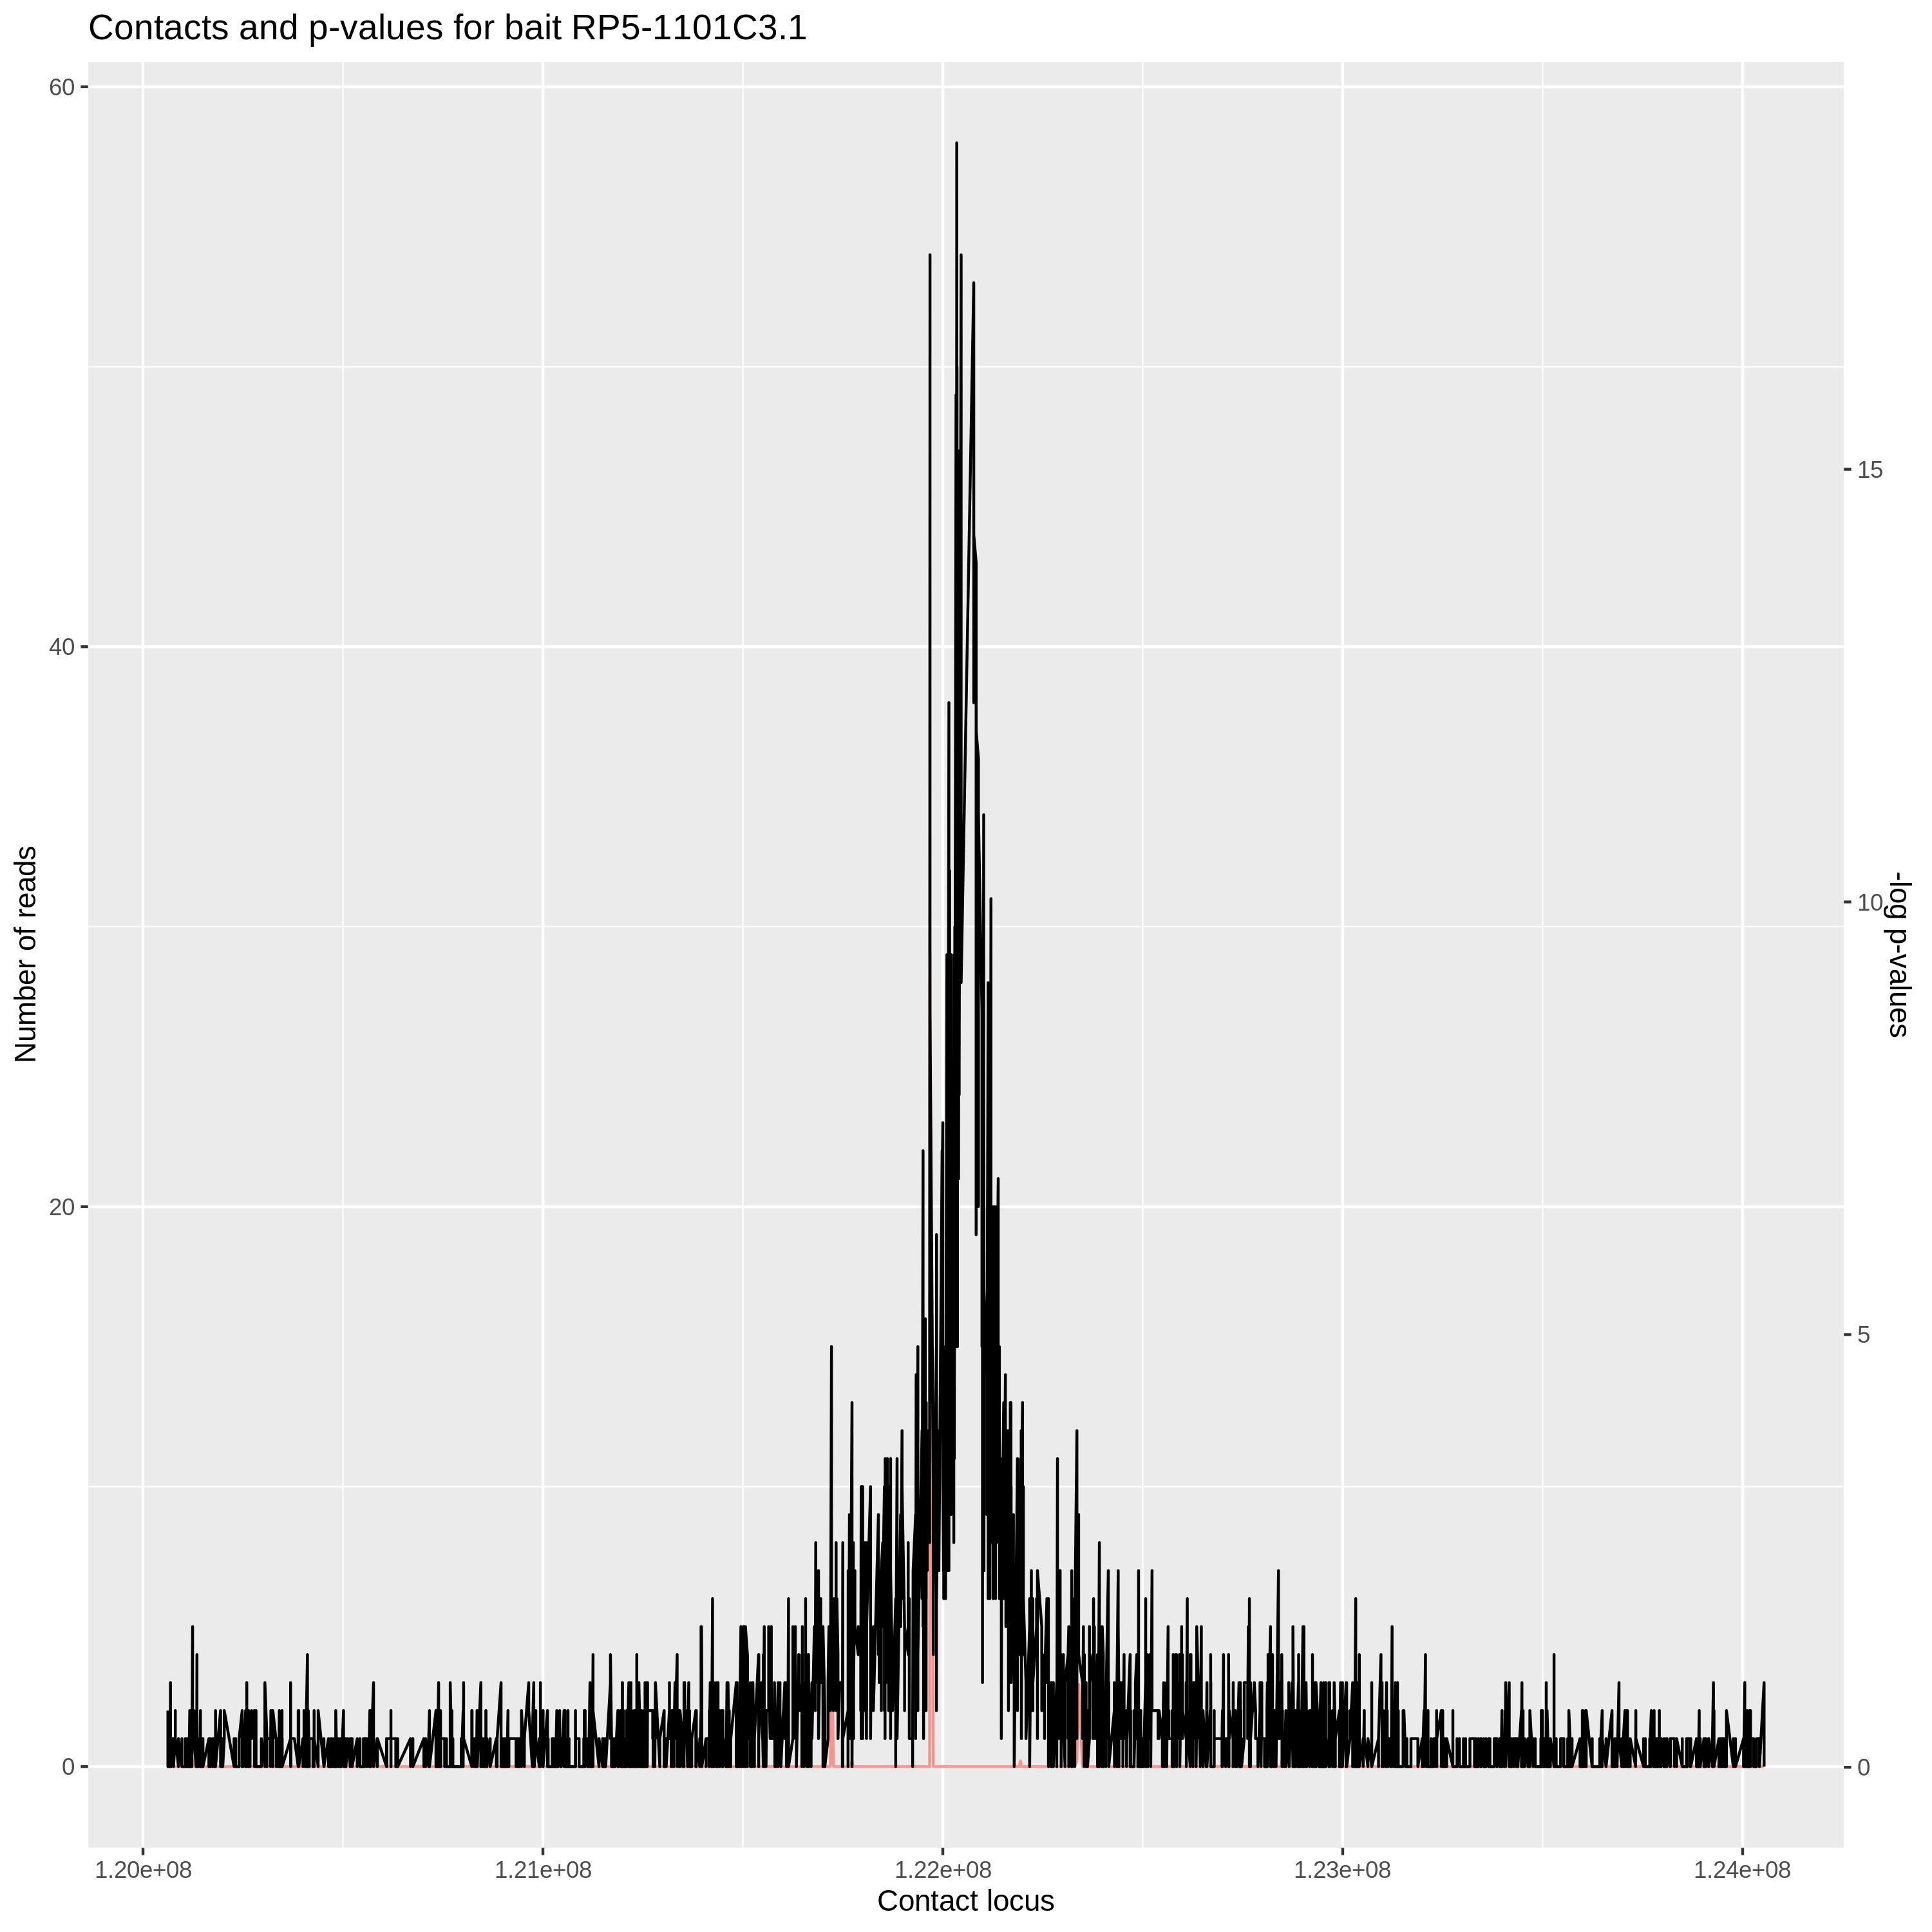 Contacts and p-values for bait RP5-1101C3.1
60
40
20
0
Number of reads
15
10
5
0
-log p-values
1.20e+08
1.21e+08
1.22e+08
1.23e+08
1.24e+08
Contact locus